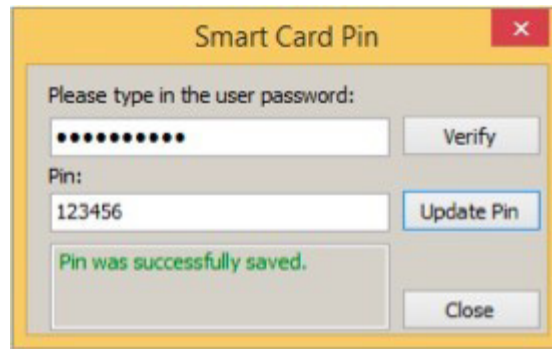 Smart Card Pin
Please type in the user password:
••••••••••
Verify
Pin:
123456
Update Pin
Pin was successfully saved.
Close